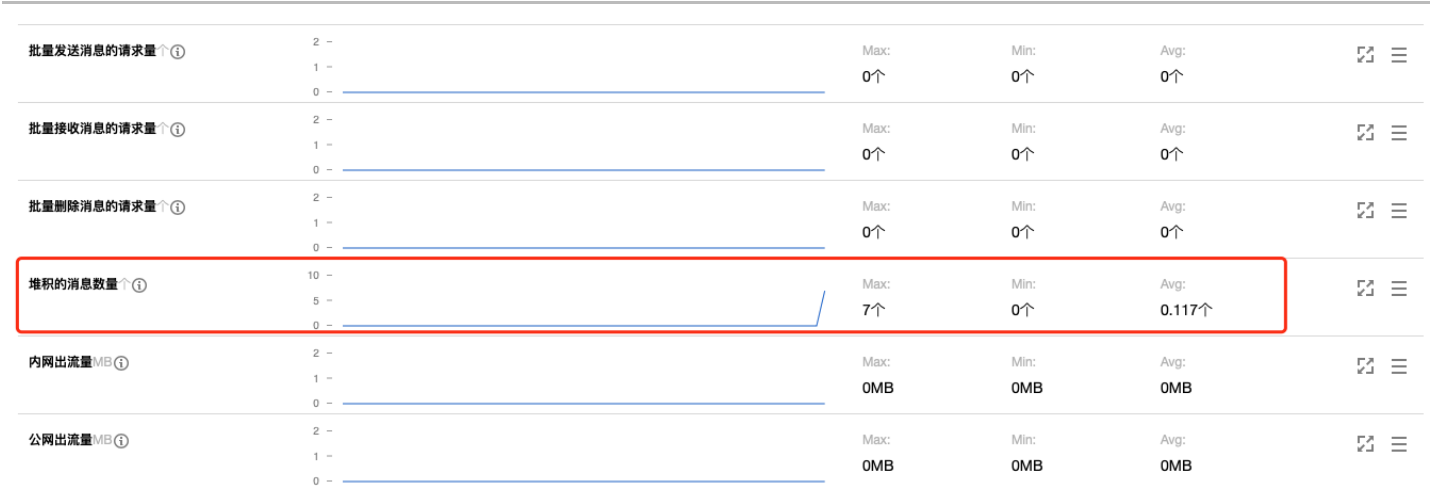 批量发送消息的请求量个 2 Max: Min: Avg:
1 0个 0个 0个
0
批量接收消息的请求量个 2 Max: Min: Avg:
1 0个 0个 0个
0
批量删除消息的请求量个 2 Max: Min: Avg:
1 0个 0个 0个
0
堆积的消息数量个 10 Max: Min: Avg:
5 7个 0个 0.117个
0
内网出流量MB 2 Max: Min: Avg:
1 0MB 0MB 0MB
0
公网出流量MB 2 Max: Min: Avg:
1 0MB 0MB 0MB
0